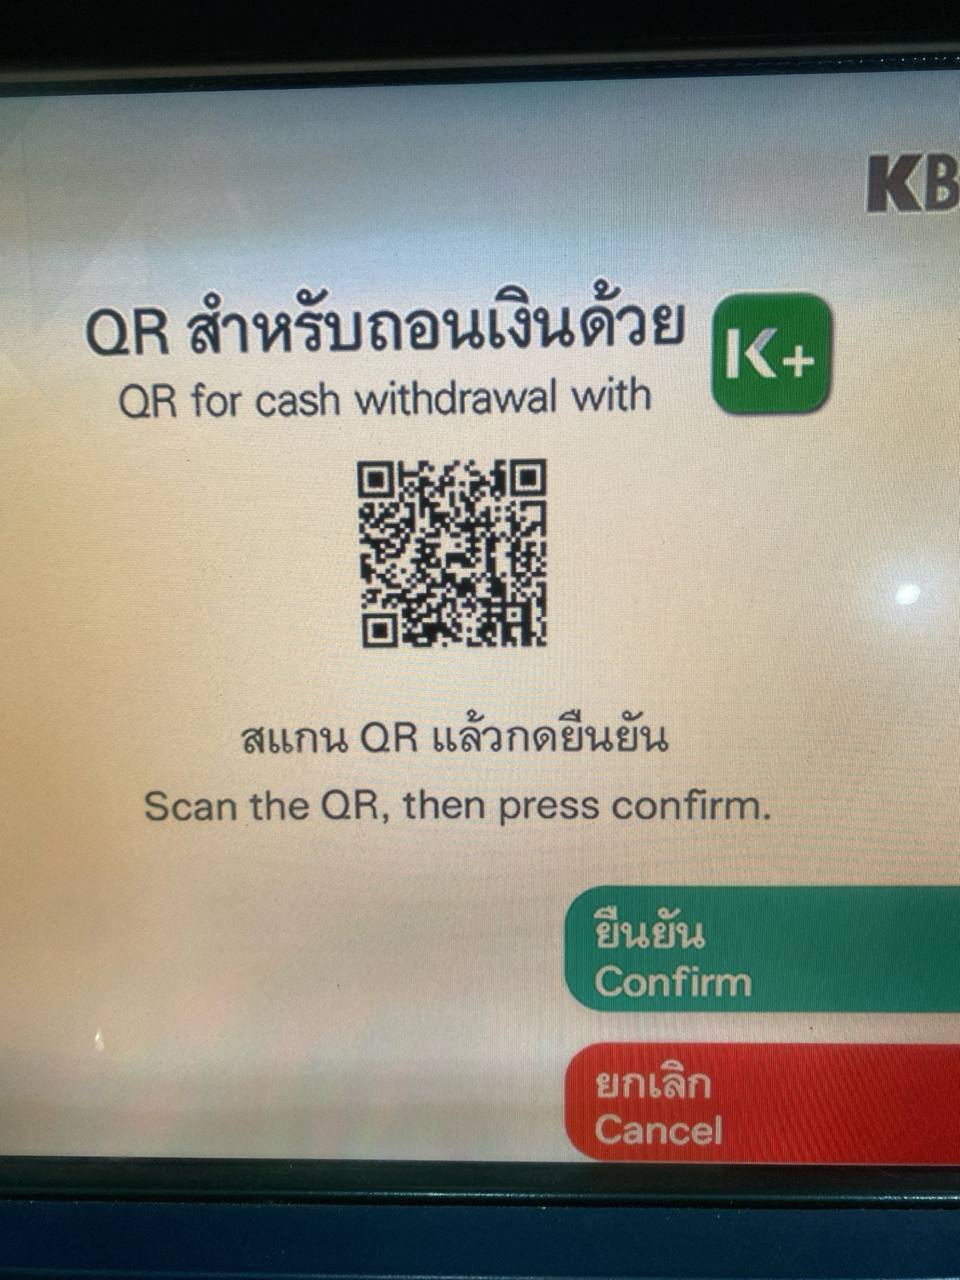 KB
QR สำหรับถอนเงินด้วย
QR for cash withdrawal with
K+
สแกน QR แล้วกดยืนยัน
Scan the QR, then press confirm.
ยืนยัน
Confirm
ยกเลิก
Cancel